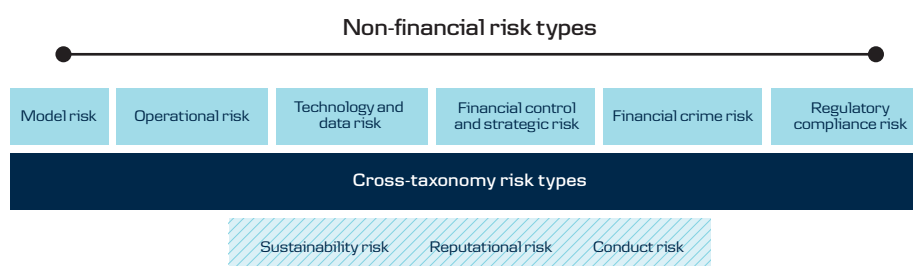 Non-financial risk types
Model risk
Operational risk
Technology and
data risk
Financial control
and strategic risk
Financial crime risk
Regulatory
compliance risk
Cross-taxonomy risk types
Sustainability risk
Reputational risk
Conduct risk